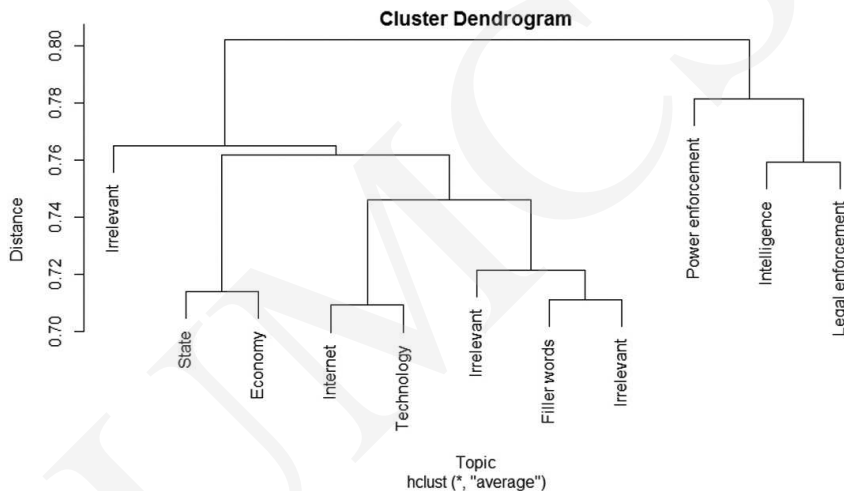 Cluster Dendrogram
Distance
0.80
0.78
0.76
0.74
0.72
0.70
Irrelevant
State
Economy
Internet
Technology
Irrelevant
Filler words
Irrelevant
Power enforcement
Intelligence
Legal enforcement
Topic
hclust (*, "average")
UMCS